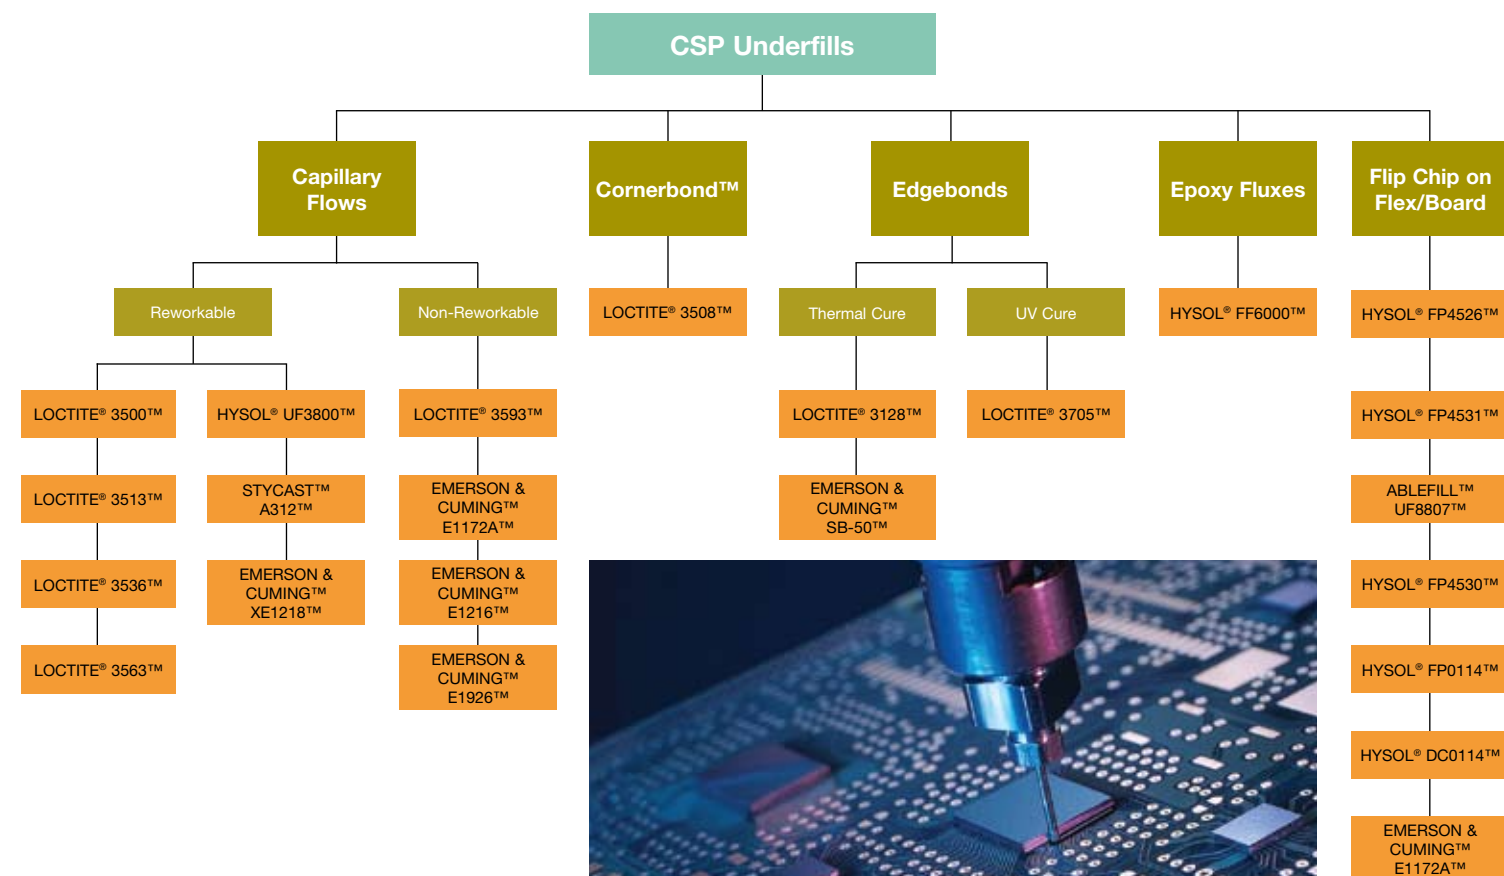 CSP Underfills
Capillary
Flows
Cornerbond™
Edgebonds
Epoxy Fluxes
Flip Chip on
Flex/Board
Reworkable
Non-Reworkable
LOCTITE® 3508™
Thermal Cure
UV Cure
HYSOL® FF6000™
HYSOL® FP4526™
LOCTITE® 3500™
HYSOL® UF3800™
LOCTITE® 3593™
LOCTITE® 3128™
LOCTITE® 3705™
HYSOL® FP4531™
LOCTITE® 3513™
STYCAST™
A312™
EMERSON &
CUMING™
E1172A™
EMERSON &
CUMING™
SB-50™
ABLEFILL™
UF8807™
LOCTITE® 3536™
EMERSON &
CUMING™
XE1218™
EMERSON &
CUMING™
E1216™
HYSOL® FP4530™
LOCTITE® 3563™
EMERSON &
CUMING™
E1926™
HYSOL® FP0114™
HYSOL® DC0114™
EMERSON &
CUMING™
E1172A™